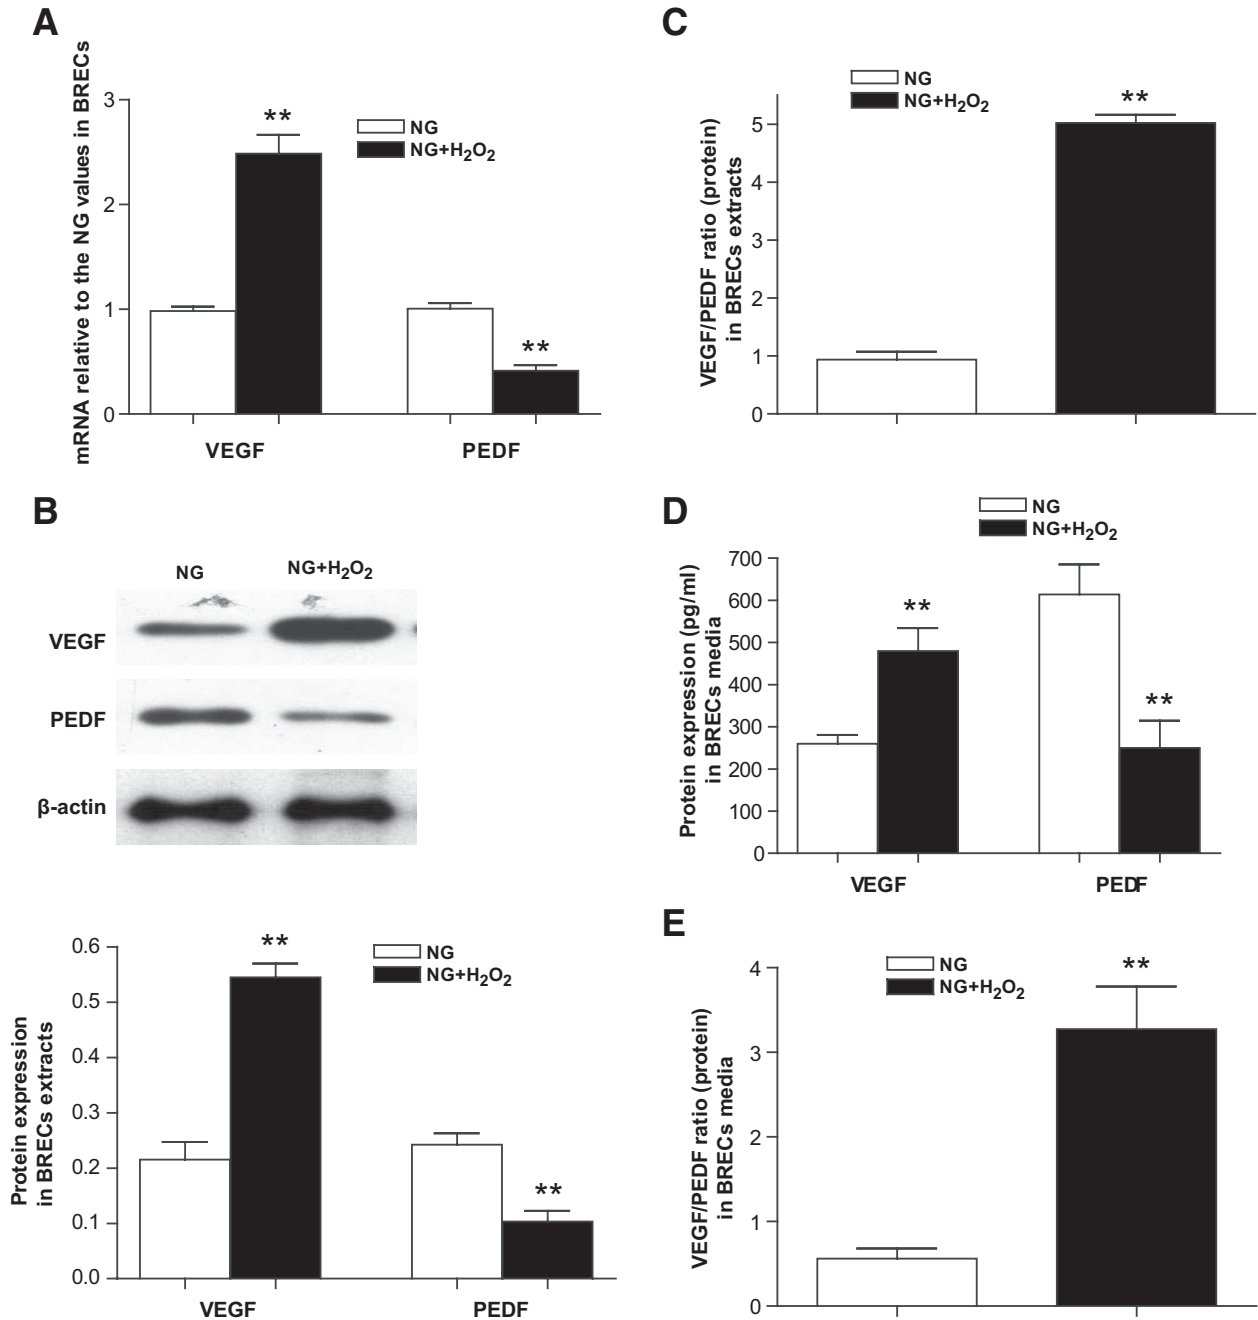 A
mRNA relative to the NG values in BRECs
3
2
1
0
**
**
NG
NG+H₂O₂
VEGF
PEDF
B
NG
NG+H₂O₂
VEGF
PEDF
β-actin
Protein expression
in BRECs extracts
0.6
0.5
0.4
0.3
0.2
0.1
0.0
**
**
NG
NG+H₂O₂
VEGF
PEDF
C
VEGF/PEDF ratio (protein)
in BRECs extracts
5
4
3
2
1
0
NG
NG+H₂O₂
**
D
NG
NG+H₂O₂
Protein expression (pg/ml)
in BRECs media
700
600
500
400
300
200
100
0
**
**
VEGF
PEDF
E
VEGF/PEDF ratio (protein)
in BRECs media
4
3
2
1
0
NG
NG+H₂O₂
**